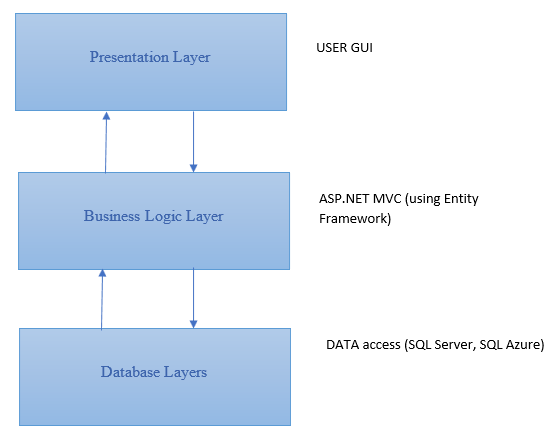 Presentation Layer
USER GUI
Business Logic Layer
ASP.NET MVC (using Entity
Framework)
Database Layers
DATA access (SQL Server, SQL Azure)